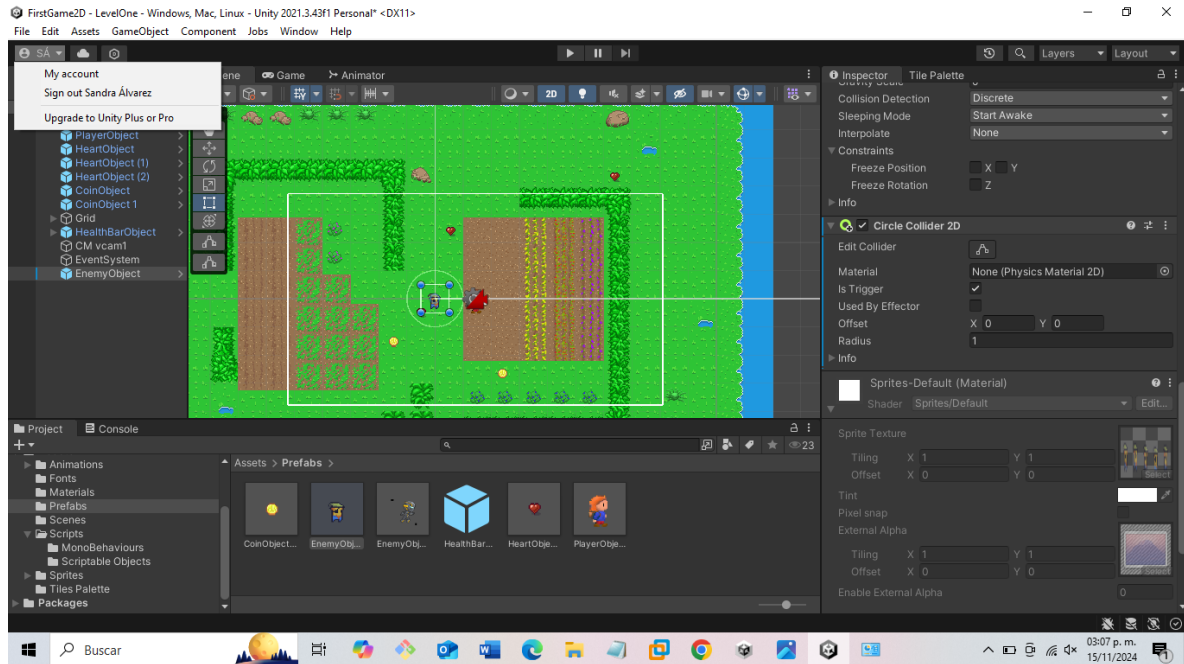 FirstGame2D - LevelOne - Windows, Mac, Linux - Unity 2021.3.43f1 Personal* <DX11>
File Edit Assets GameObject Component Jobs Window Help
SÁ
Layers
Layout
My account
Sign out Sandra Álvarez
Upgrade to Unity Plus or Pro
ene
Game
Animator
2D
PlayerObject
HeartObject
HeartObject (1)
HeartObject (2)
CoinObject
CoinObject 1
Grid
HealthBarObject
CM vcam1
EventSystem
EnemyObject
Inspector
Tile Palette
Collision Detection Discrete
Sleeping Mode Start Awake
Interpolate None
Constraints
Freeze Position X Y
Freeze Rotation Z
Info
Circle Collider 2D
Edit Collider
Material None (Physics Material 2D)
Is Trigger
Used By Effector
Offset X 0 Y 0
Radius 1
Info
Sprites-Default (Material)
Shader Sprites/Default Edit...
Sprite Texture
Tiling X 1 Y 1
Offset X 0 Y 0 Select
Tint
Pixel snap
External Alpha
Tiling X 1 Y 1
Offset X 0 Y 0 Select
Enable External Alpha 0
Project
Console
23
Animations
Fonts
Materials
Prefabs
Scenes
Scripts
MonoBehaviours
Scriptable Objects
Sprites
Tiles Palette
Packages
Assets > Prefabs >
CoinObject... EnemyObj... EnemyObj... HealthBar... HeartObje... PlayerObje...
Buscar
03:07 p. m.
15/11/2024
1